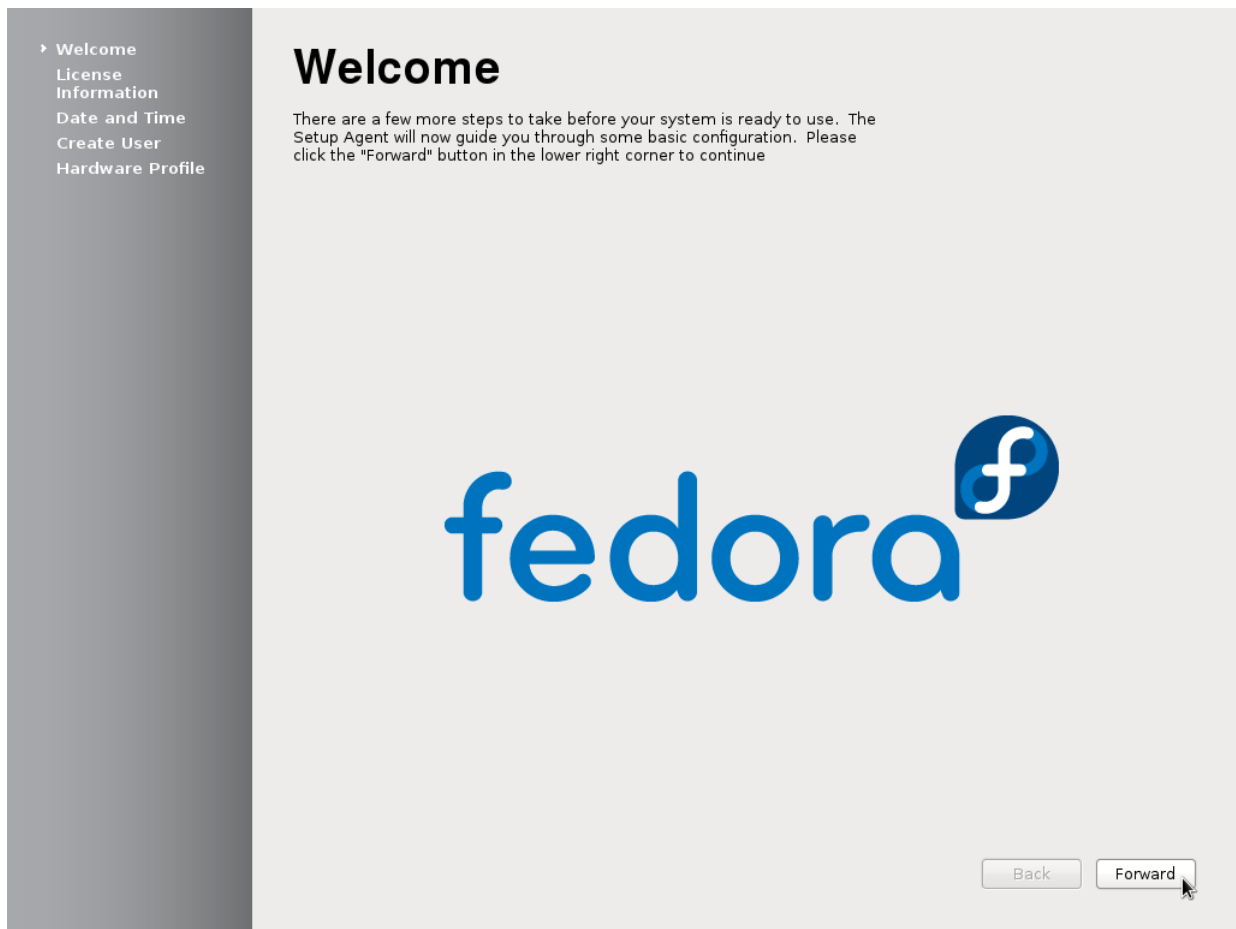 Welcome
License
Information
Date and Time
Create User
Hardware Profile
Welcome
There are a few more steps to take before your system is ready to use.  The
Setup Agent will now guide you through some basic configuration.  Please
click the "Forward" button in the lower right corner to continue
fedora
Back
Forward